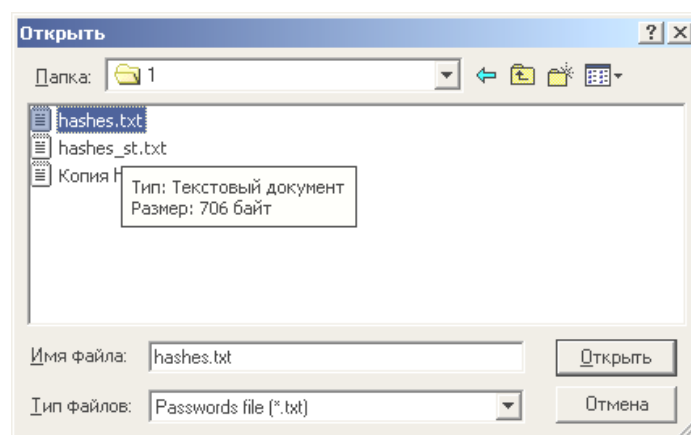 Открыть
Папка: 1
hashes.txt
hashes_st.txt
Копия
Тип: Текстовый документ
Размер: 706 байт
Имя файла: hashes.txt Открыть
Тип файлов: Passwords file (*.txt) Отмена